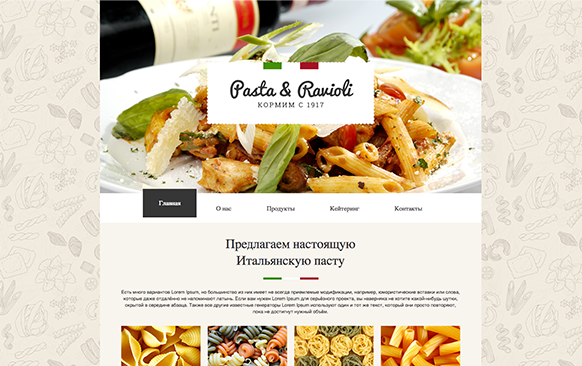 Pasta & Ravioli
КОРМИМ С 1917
Главная
О нас
Продукты
Кейтеринг
Контакты
Предлагаем настоящую
Итальянскую пасту
Есть много вариантов Lorem Ipsum, но большинство из них имеет не всегда приемлемые модификации, например, юмористические вставки или слова,
которые даже отдалённо не напоминают латынь. Если вам нужен Lorem Ipsum для серьёзного проекта, вы наверняка не хотите какой-нибудь шутки,
скрытой в середине абзаца. Также все другие известные генераторы Lorem Ipsum используют один и тот же текст, который они просто повторяют,
пока не достигнут нужный объём.